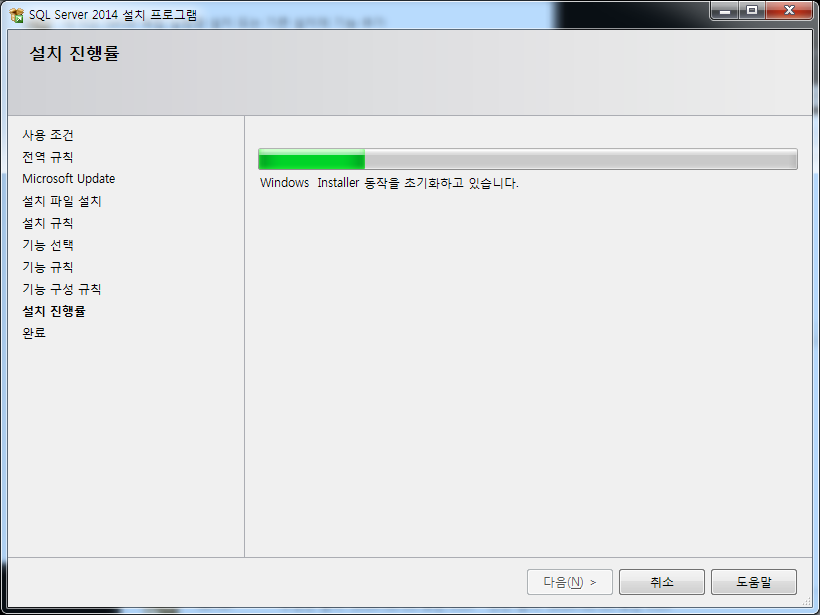 SQL Server 2014 설치 프로그램
설치 진행률
사용 조건
전역 규칙
Microsoft Update
설치 파일 설치
설치 규칙
기능 선택
기능 규칙
기능 구성 규칙
설치 진행률
완료
Windows Installer 동작을 초기화하고 있습니다.
다음(N) >
취소
도움말